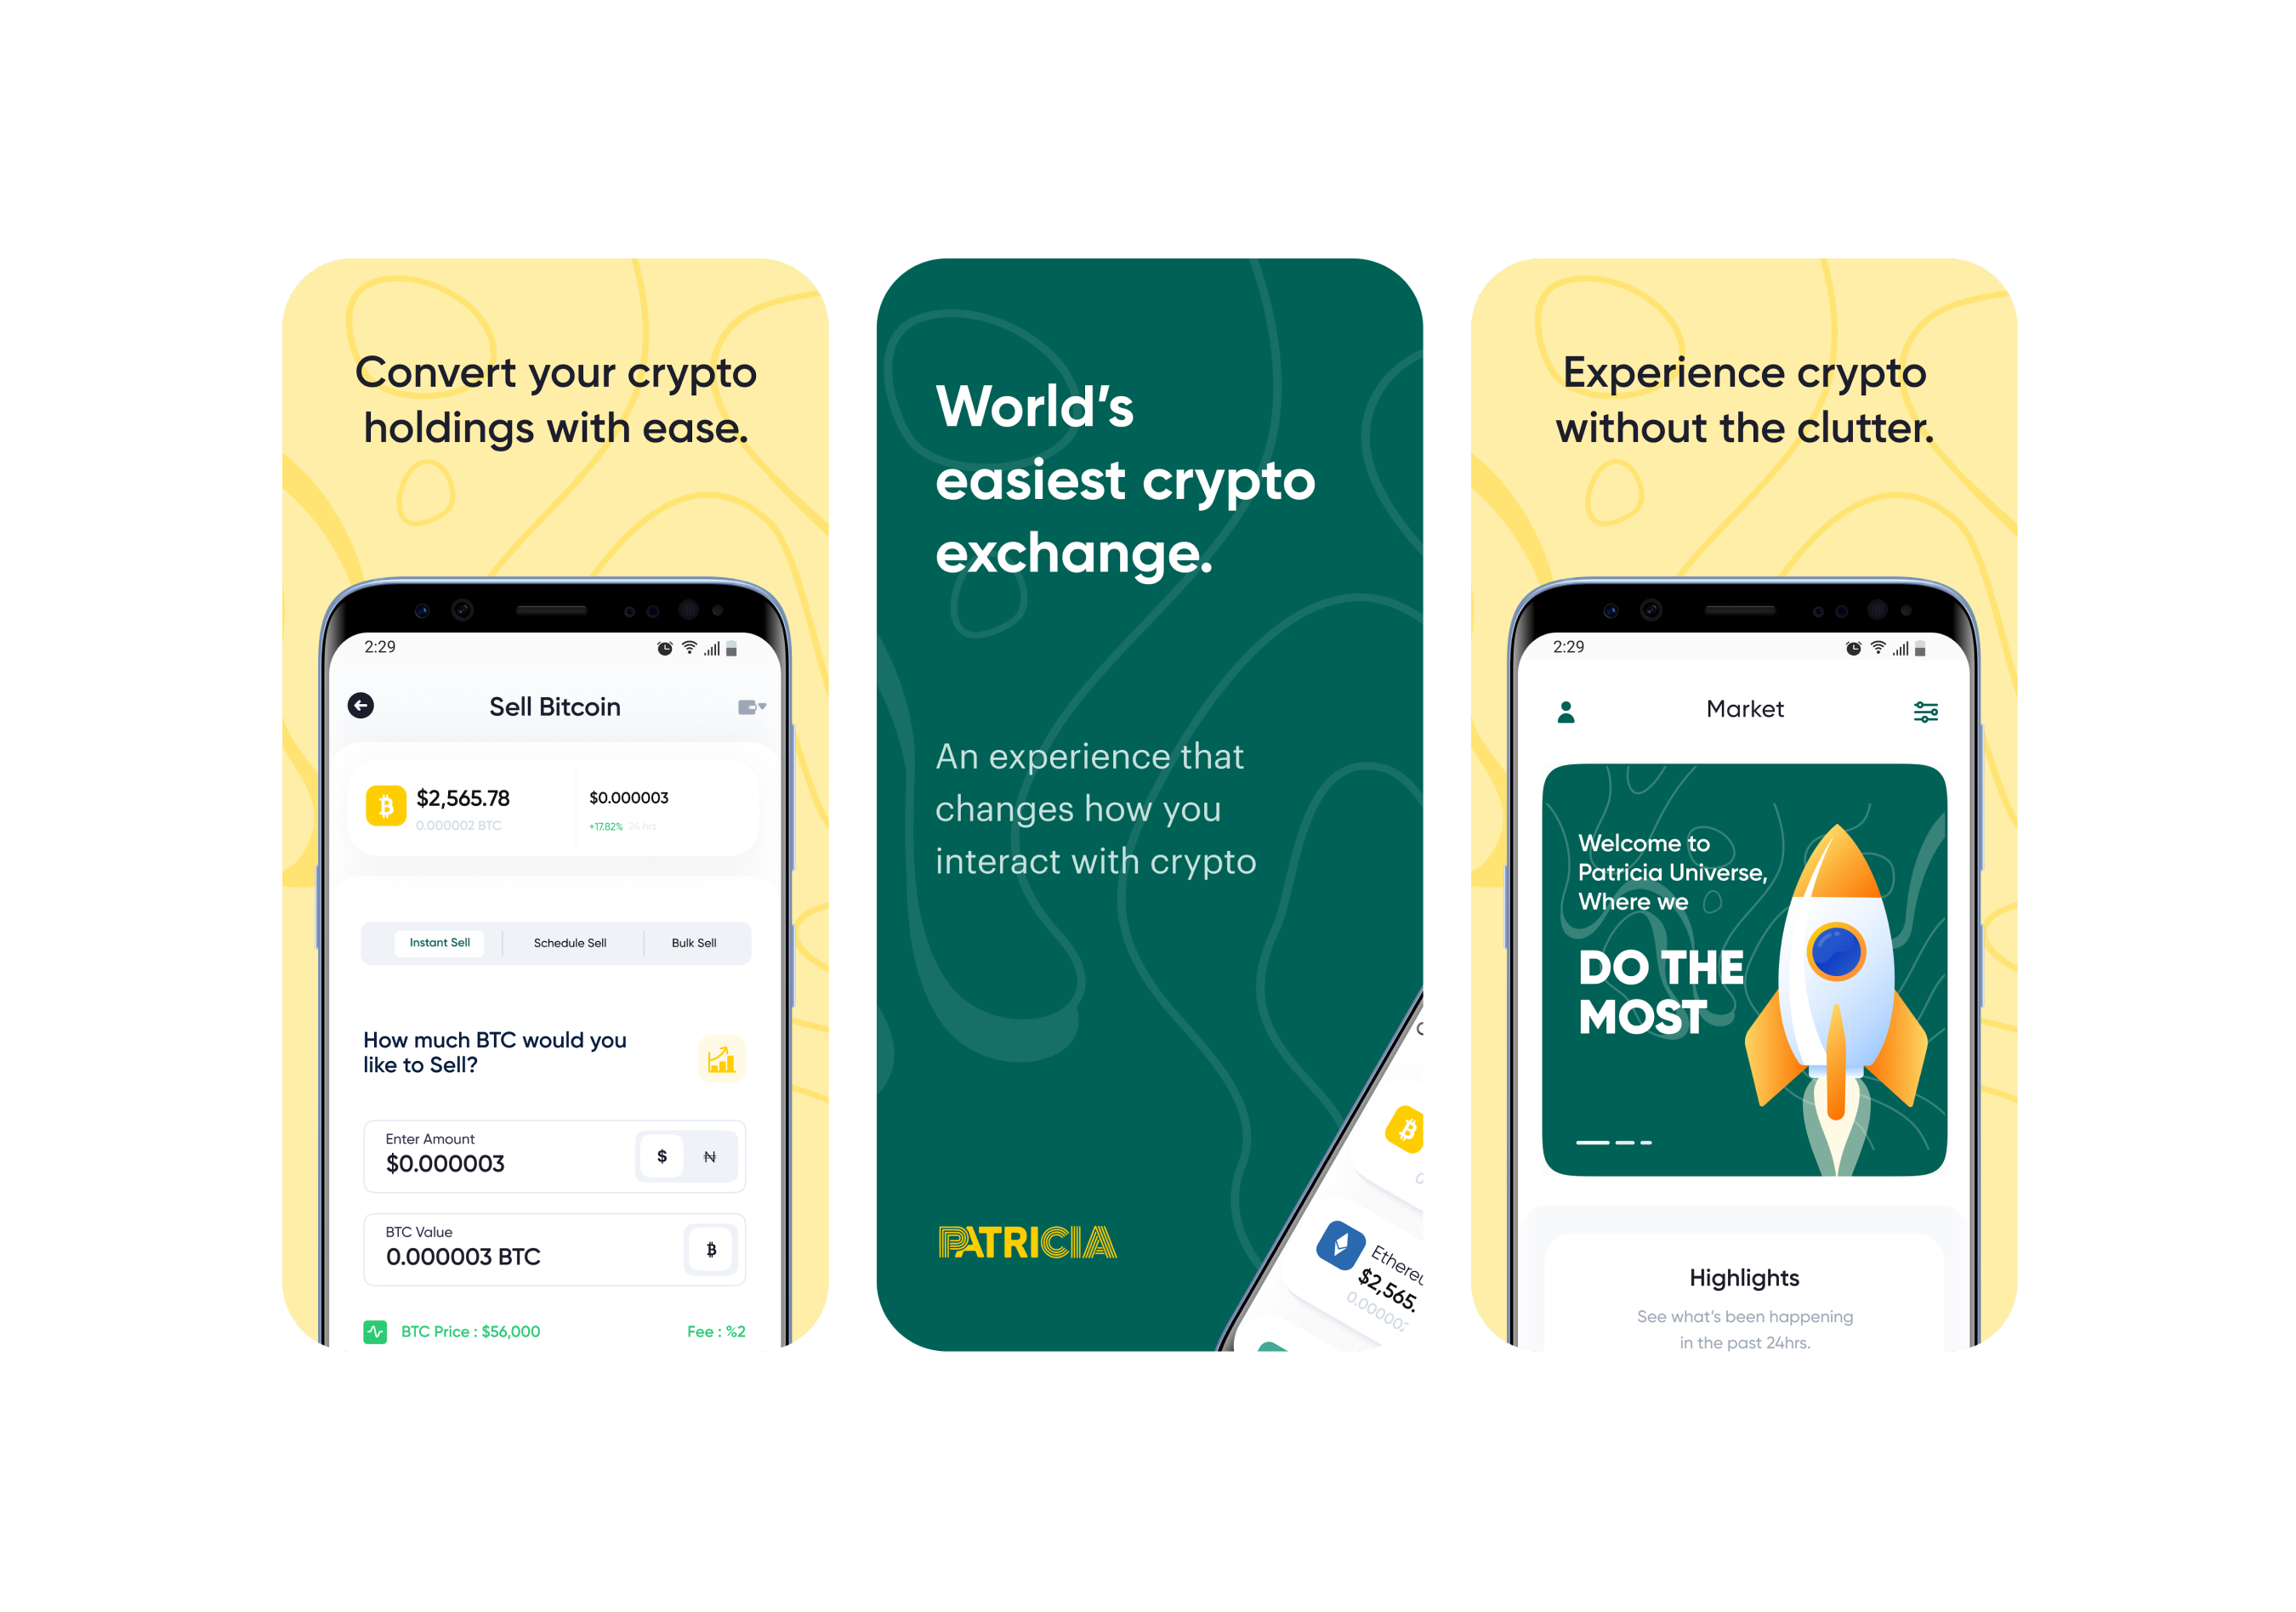 Convert your crypto
holdings with ease.
2:29
Sell Bitcoin
$2,565.78
0.000002 BTC
$0.000003
+17.82% 24 hrs
Instant Sell
Schedule Sell
Bulk Sell
How much BTC would you
like to Sell?
Enter Amount
$0.000003
$
₦
BTC Value
0.000003 BTC
BTC Price : $56,000
Fee : %2
World’s
easiest crypto
exchange.
An experience that
changes how you
interact with crypto
PATRICIA
Ethereu
$2,565.
0.000002
Experience crypto
without the clutter.
2:29
Market
Welcome to
Patricia Universe,
Where we
DO THE
MOST
Highlights
See what’s been happening
in the past 24hrs.